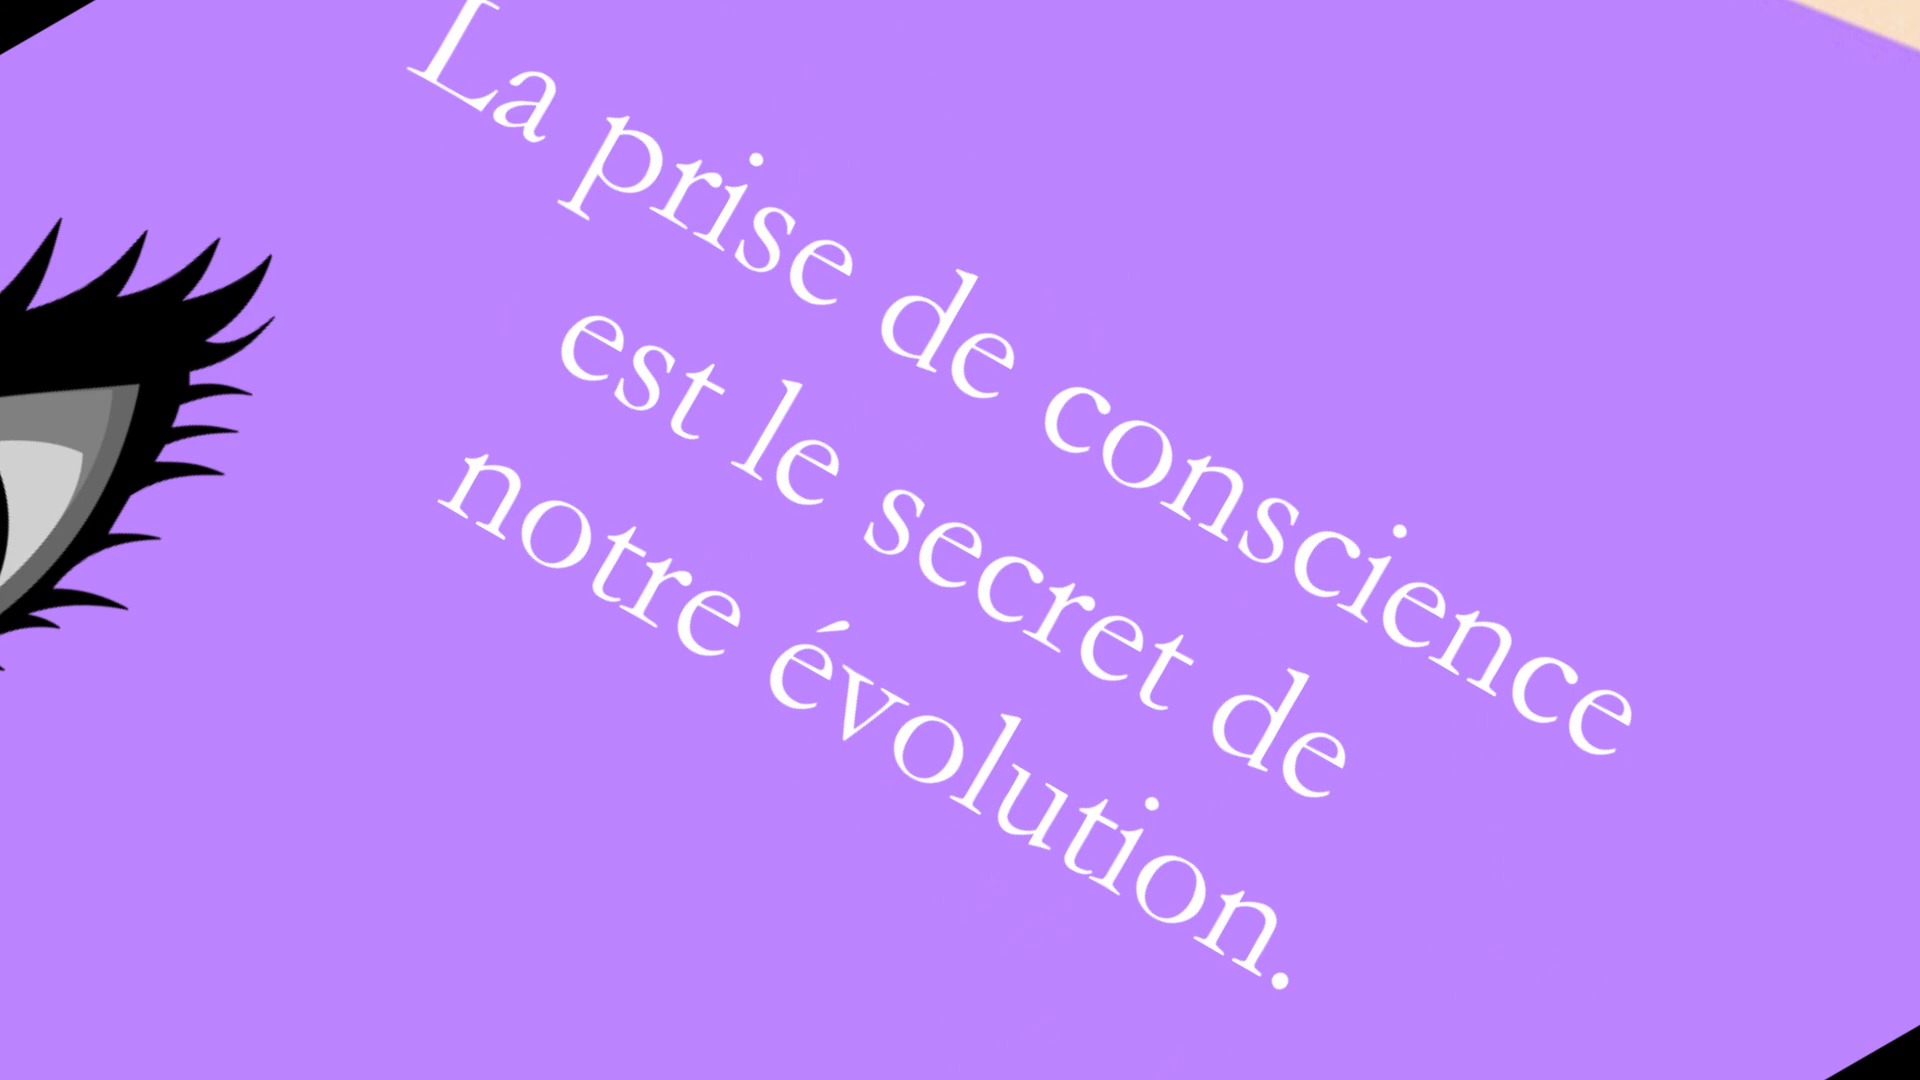 La prise de conscience
est le secret de
notre évolution.